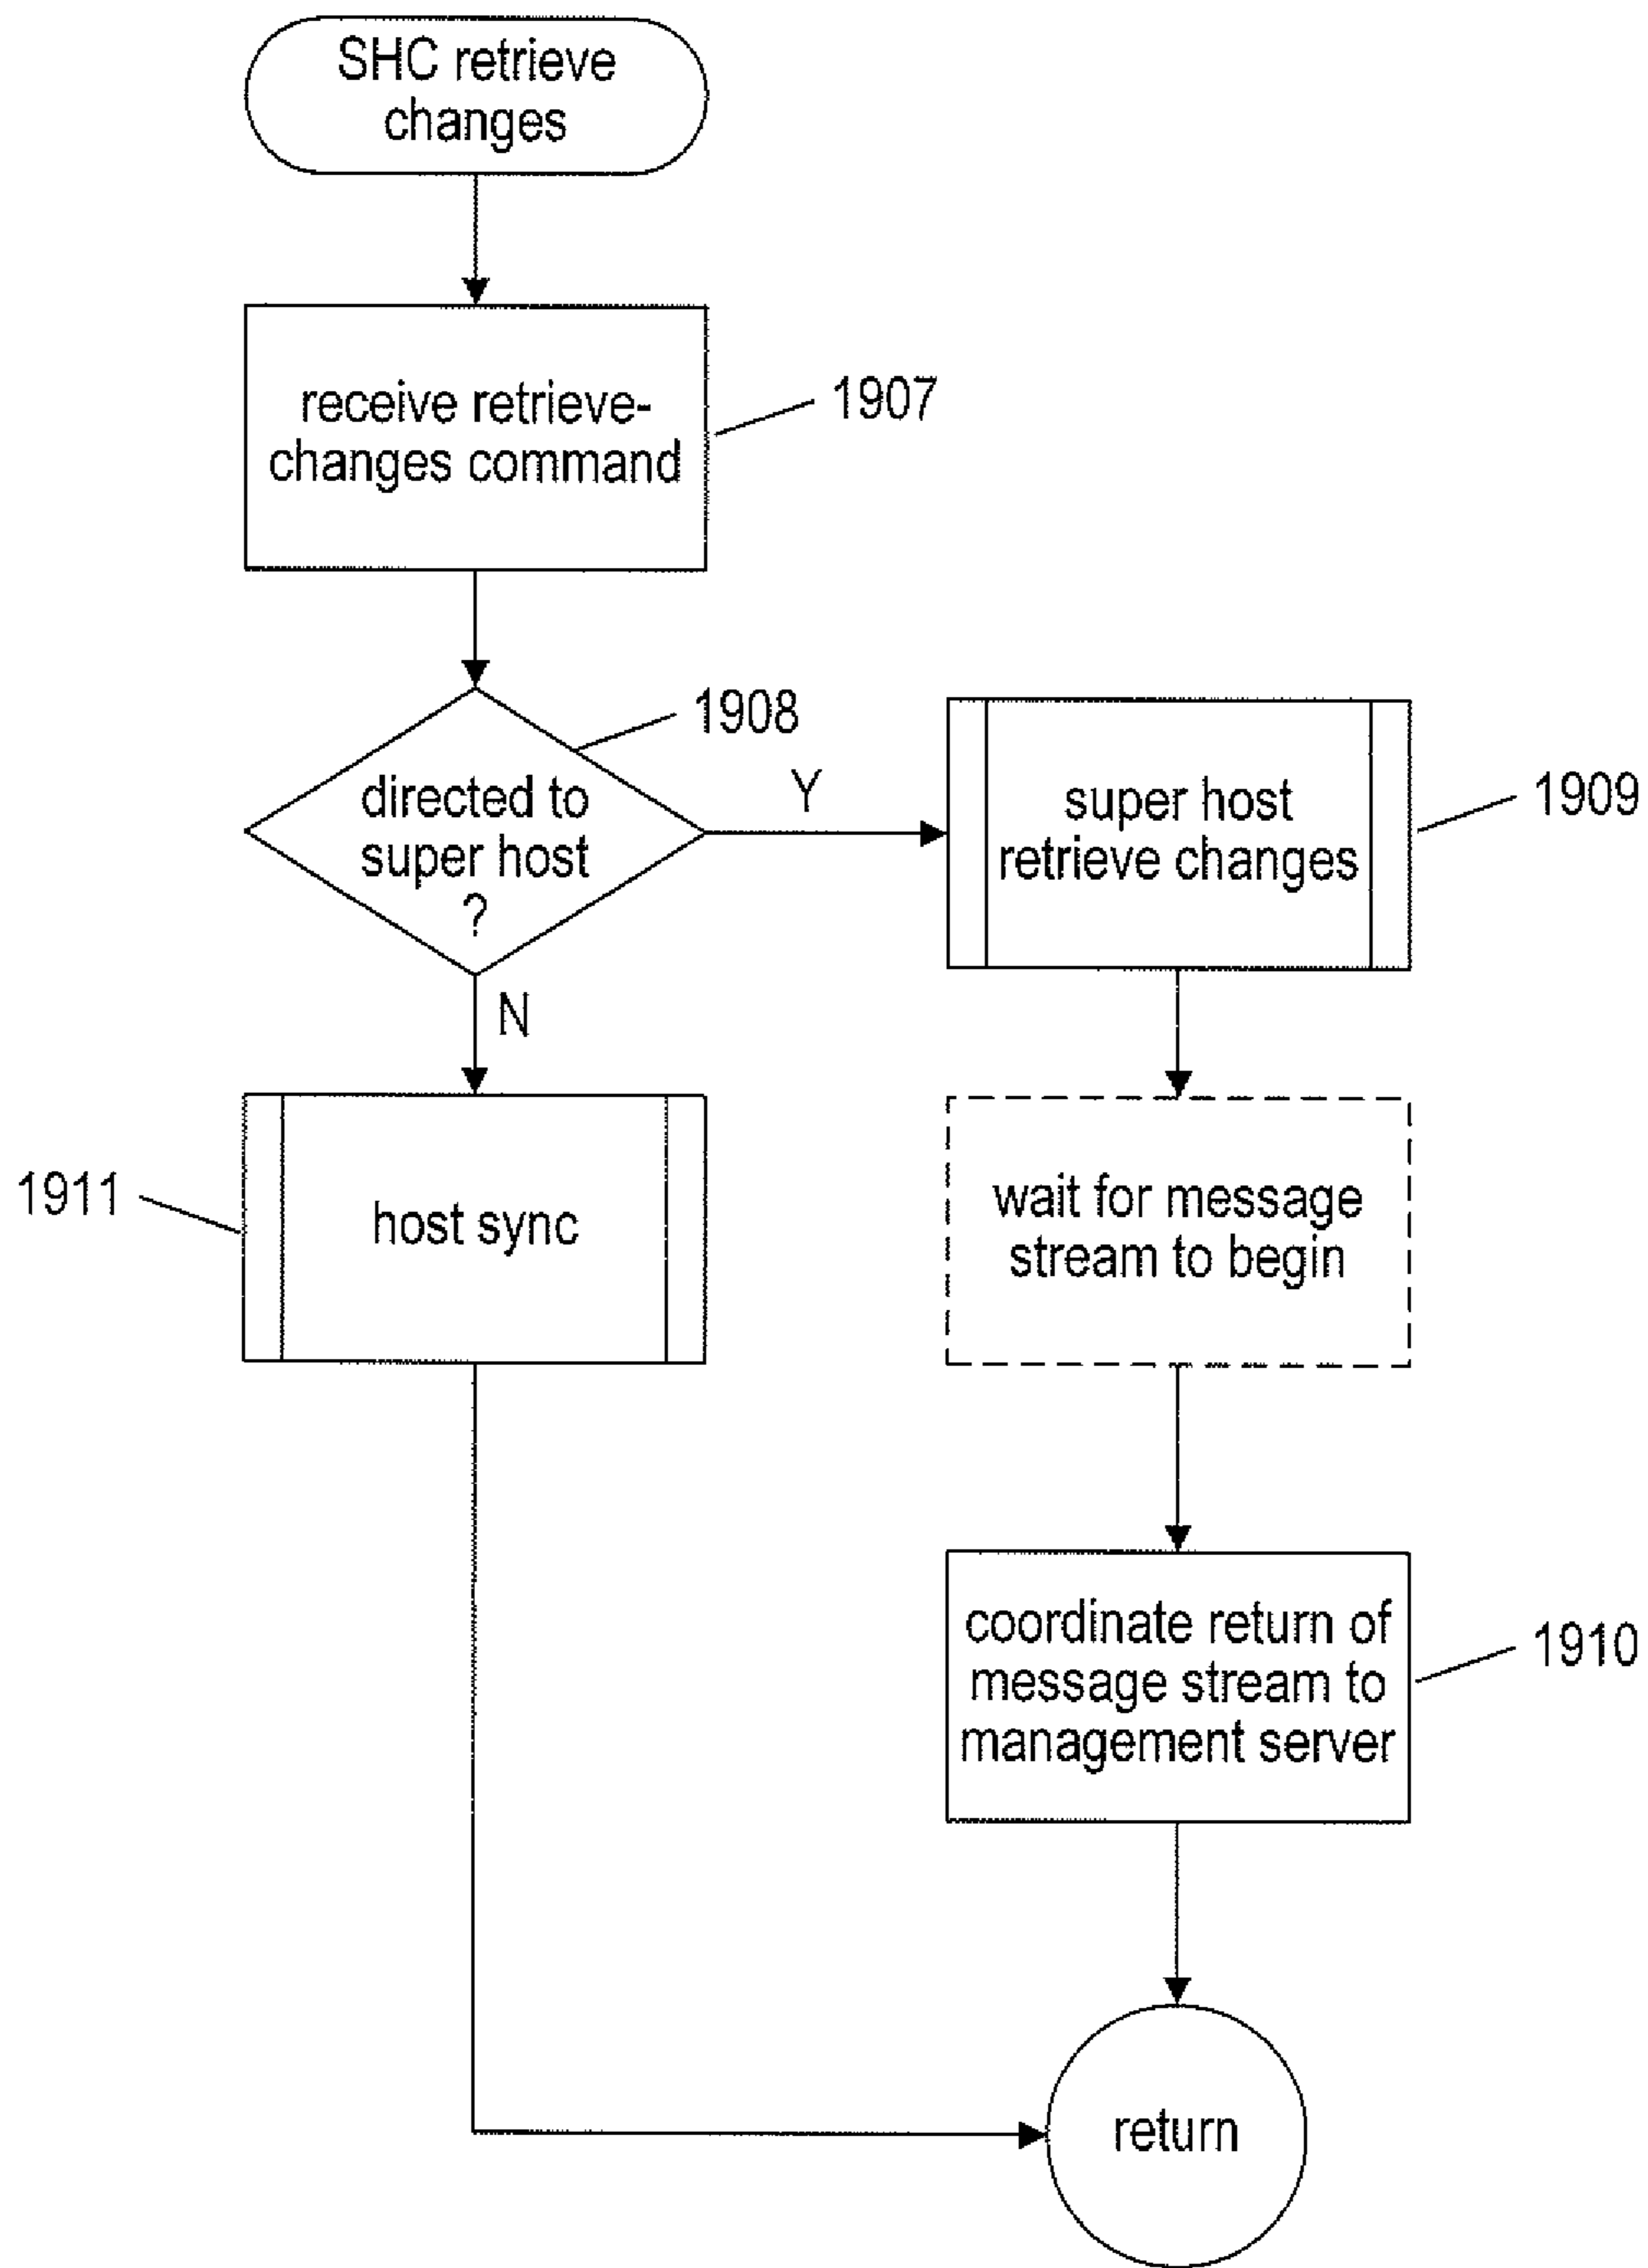 SHC retrieve
changes
receive retrieve-
changes command
1907
1908
directed to
super host
?
Y
N
super host
retrieve changes
1909
1911
host sync
wait for message
stream to begin
coordinate return of
message stream to
management server
1910
return